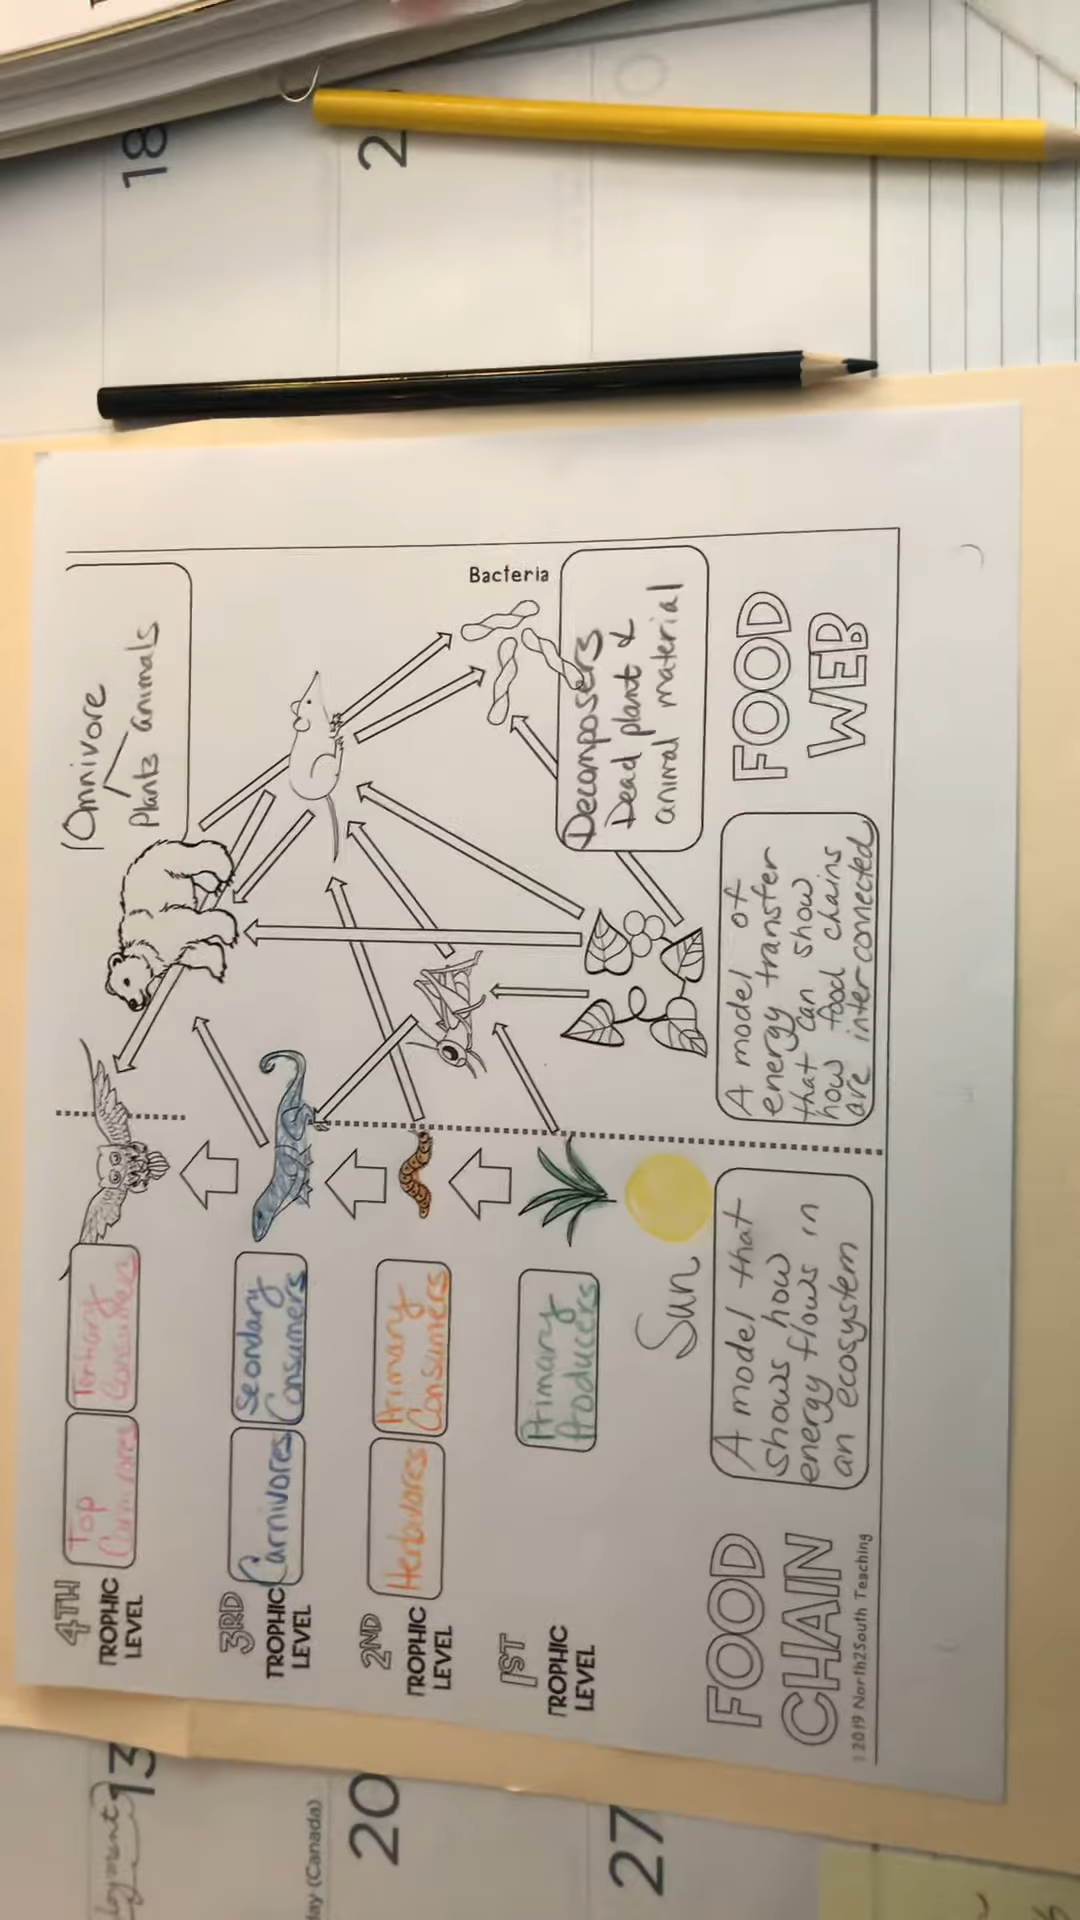 4TH
TROPHIC
LEVEL
Top
Carnivores
Tertiary
Consumers
Omnivore
Plants animals
3RD
TROPHIC
LEVEL
Carnivores
Seondary
Consumers
2ND
TROPHIC
LEVEL
Herbivores
Primary
Consumers
Bacteria
1ST
TROPHIC
LEVEL
Primary
Producers
Decomposers
Dead plant &
animal material
Sun
FOOD
CHAIN
A model that
shows how
energy flows in
an ecosystem
A model of
energy transfer
that can show
how food chains
are interconnected
FOOD
WEB
©2019 North2South Teaching
13
20
27
18
2
day (Canada)